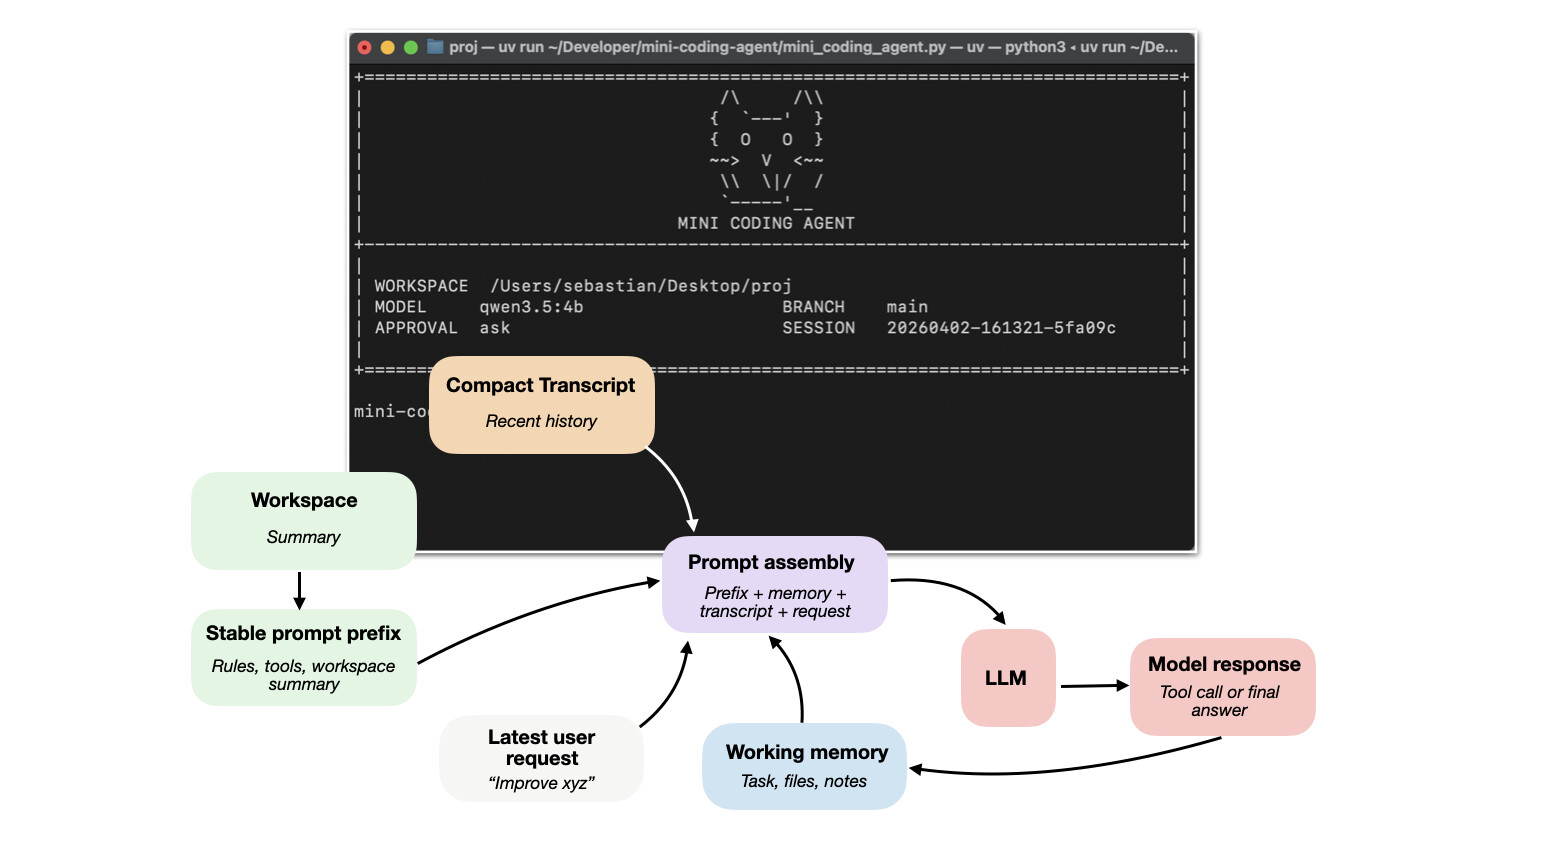 proj — uv run ~/Developer/mini-coding-agent/mini_coding_agent.py — uv — python3 ◂ uv run ~/De...
MINI CODING AGENT
WORKSPACE /Users/sebastian/Desktop/proj
MODEL qwen3.5:4b BRANCH main
APPROVAL ask SESSION 20260402-161321-5fa09c
mini-co
Compact Transcript
Recent history
Workspace
Summary
Stable prompt prefix
Rules, tools, workspace
summary
Prompt assembly
Prefix + memory +
transcript + request
Latest user
request
“Improve xyz”
Working memory
Task, files, notes
LLM
Model response
Tool call or final
answer